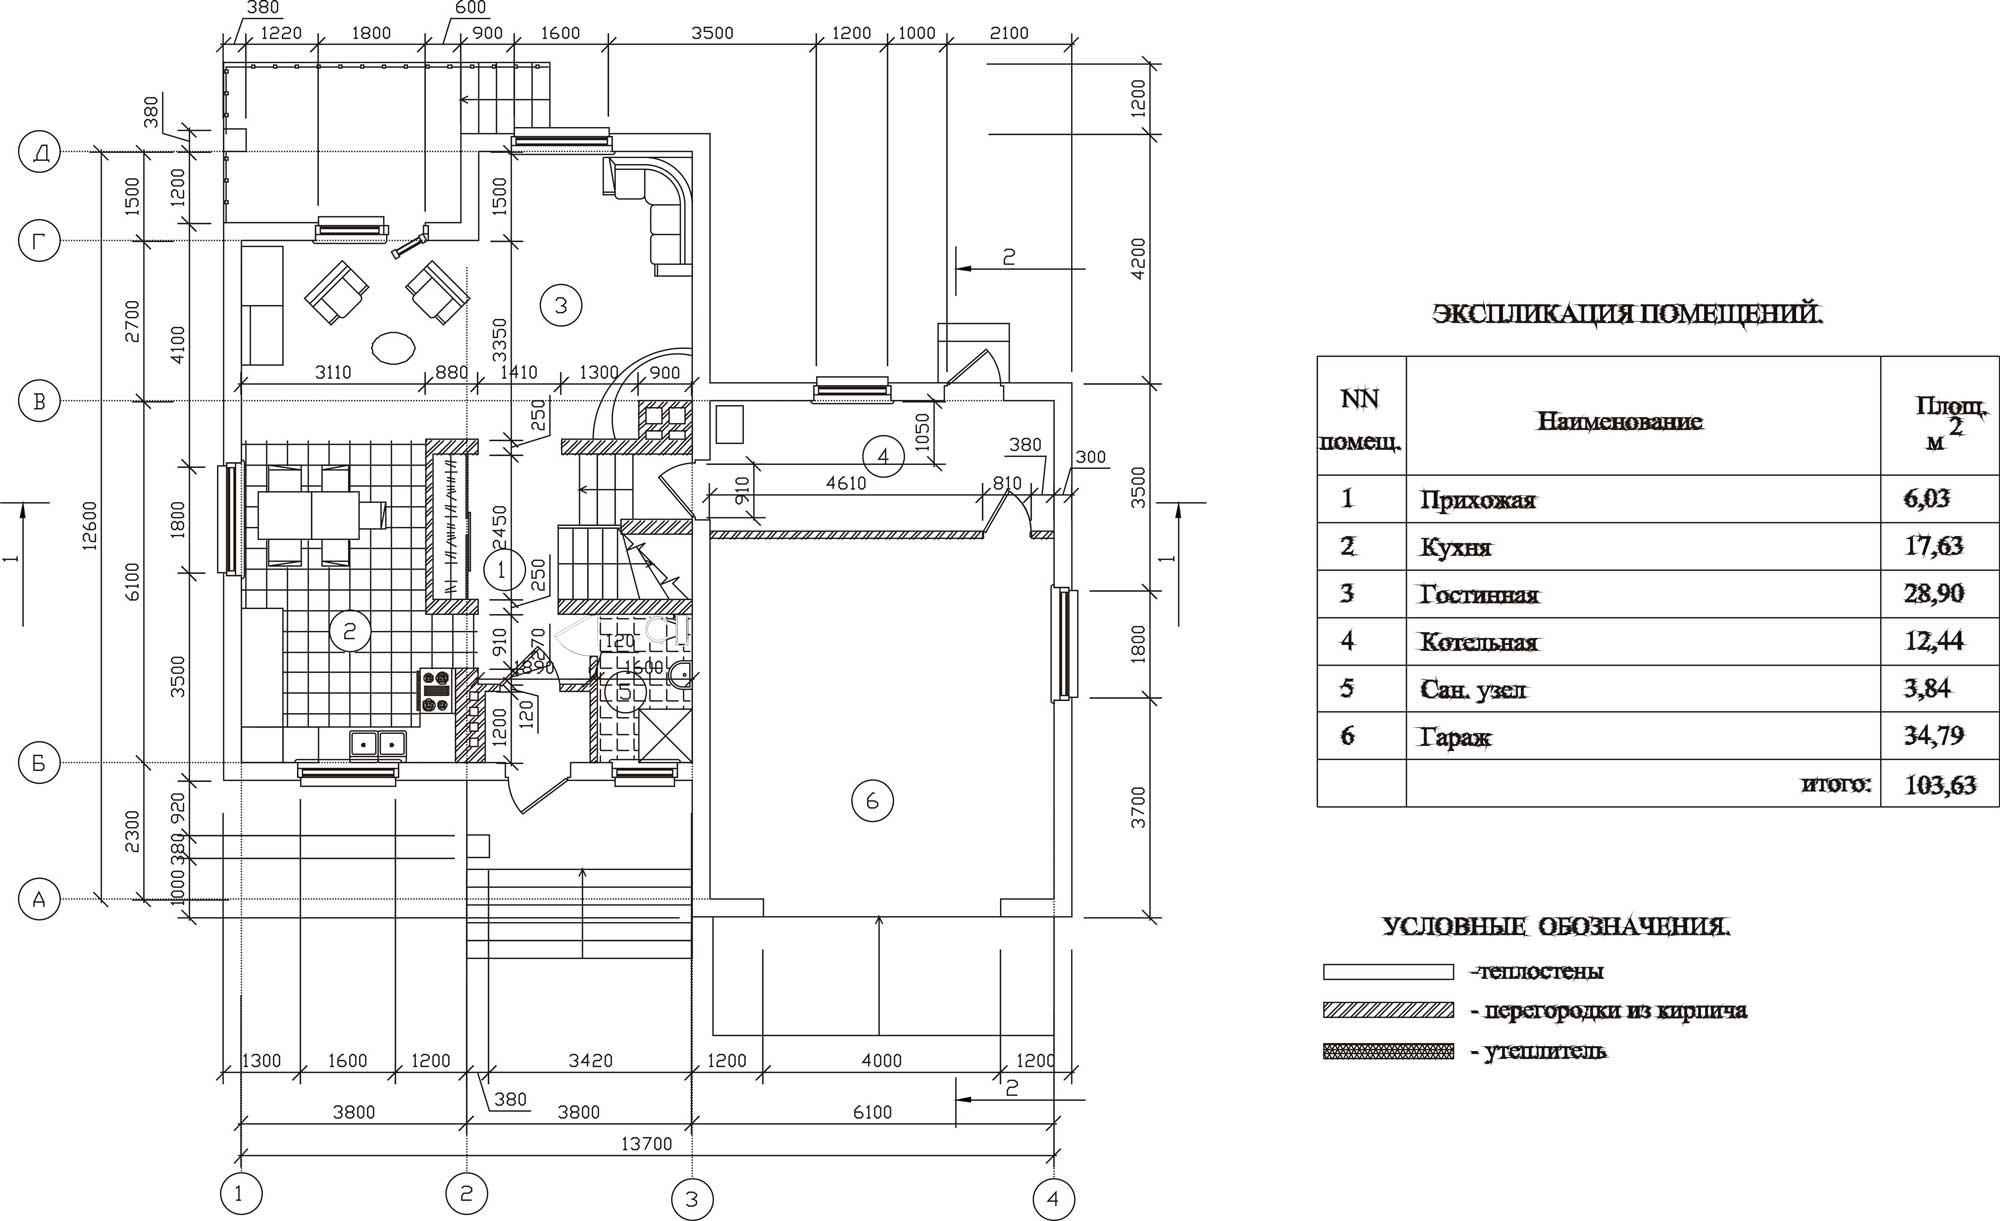 380
600
1220 1800 900 1600 3500 1200 1000 2100
1200
380
Д
1500
1200
1500
Г
2
4200
3
2700
4100
3350
3110 880 1410 1300 900
В
250
1050
380
300
4
4610
810
910
3500
12600
1800
2450
1
1
1
250
6100
2
910
670
120
1890
1600
1800
3500
5
120
1200
Б
920
2300
380
6
3700
А
1000
1300 1600 1200 3420 1200 4000 1200
380
2
3800 3800 6100
13700
1 2 3 4
ЭКСПЛИКАЦИЯ ПОМЕЩЕНИЙ.
NN помещ. Наименование Площ. м 2
1 Прихожая 6,03
2 Кухня 17,63
3 Гостинная 28,90
4 Котельная 12,44
5 Сан. узел 3,84
6 Гараж 34,79
итого: 103,63
УСЛОВНЫЕ ОБОЗНАЧЕНИЯ.
-теплостены
- перегородки из кирпича
- утеплитель